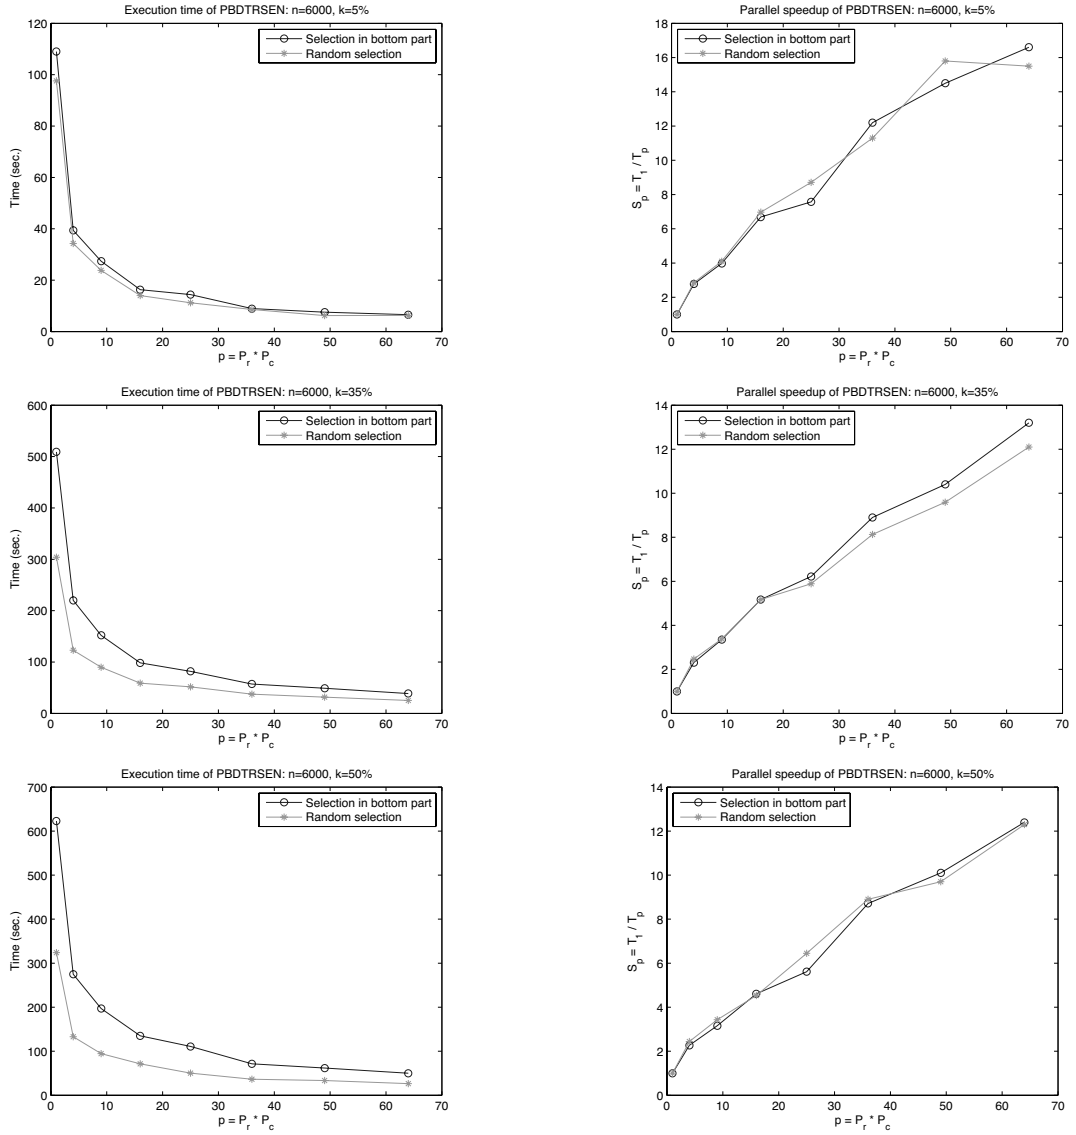 Execution time of PBDTRSEN: n=6000, k=5%
Selection in bottom part
Random selection
Time (sec.)
120
100
80
60
40
20
0
0 10 20 30 40 50 60 70
p = P_r * P_c
Parallel speedup of PBDTRSEN: n=6000, k=5%
Selection in bottom part
Random selection
S_p = T_1 / T_p
18
16
14
12
10
8
6
4
2
0
0 10 20 30 40 50 60 70
p = P_r * P_c
Execution time of PBDTRSEN: n=6000, k=35%
Selection in bottom part
Random selection
Time (sec.)
600
500
400
300
200
100
0
0 10 20 30 40 50 60 70
p = P_r * P_c
Parallel speedup of PBDTRSEN: n=6000, k=35%
Selection in bottom part
Random selection
S_p = T_1 / T_p
14
12
10
8
6
4
2
0
0 10 20 30 40 50 60 70
p = P_r * P_c
Execution time of PBDTRSEN: n=6000, k=50%
Selection in bottom part
Random selection
Time (sec.)
700
600
500
400
300
200
100
0
0 10 20 30 40 50 60 70
p = P_r * P_c
Parallel speedup of PBDTRSEN: n=6000, k=50%
Selection in bottom part
Random selection
S_p = T_1 / T_p
14
12
10
8
6
4
2
0
0 10 20 30 40 50 60 70
p = P_r * P_c